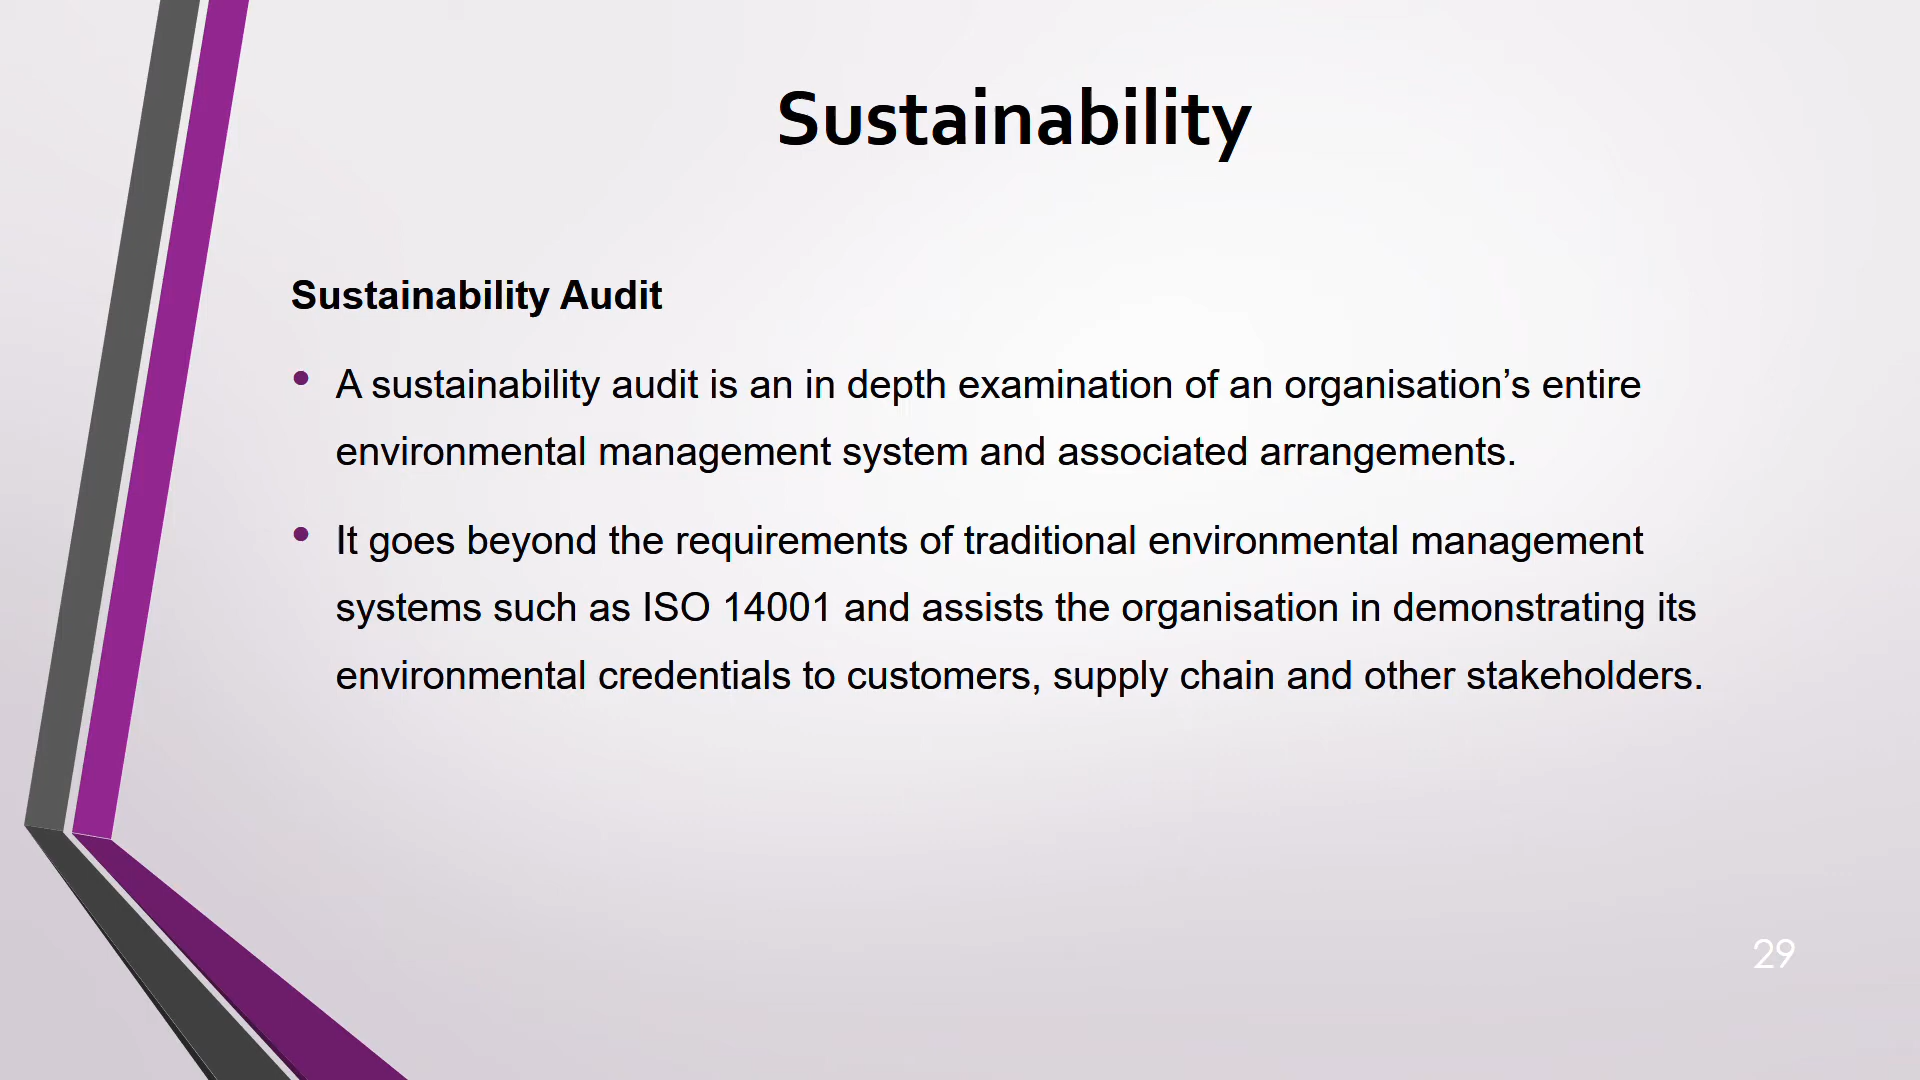 Sustainability
Sustainability Audit
• A sustainability audit is an in depth examination of an organisation’s entire
environmental management system and associated arrangements.
• It goes beyond the requirements of traditional environmental management
systems such as ISO 14001 and assists the organisation in demonstrating its
environmental credentials to customers, supply chain and other stakeholders.
29